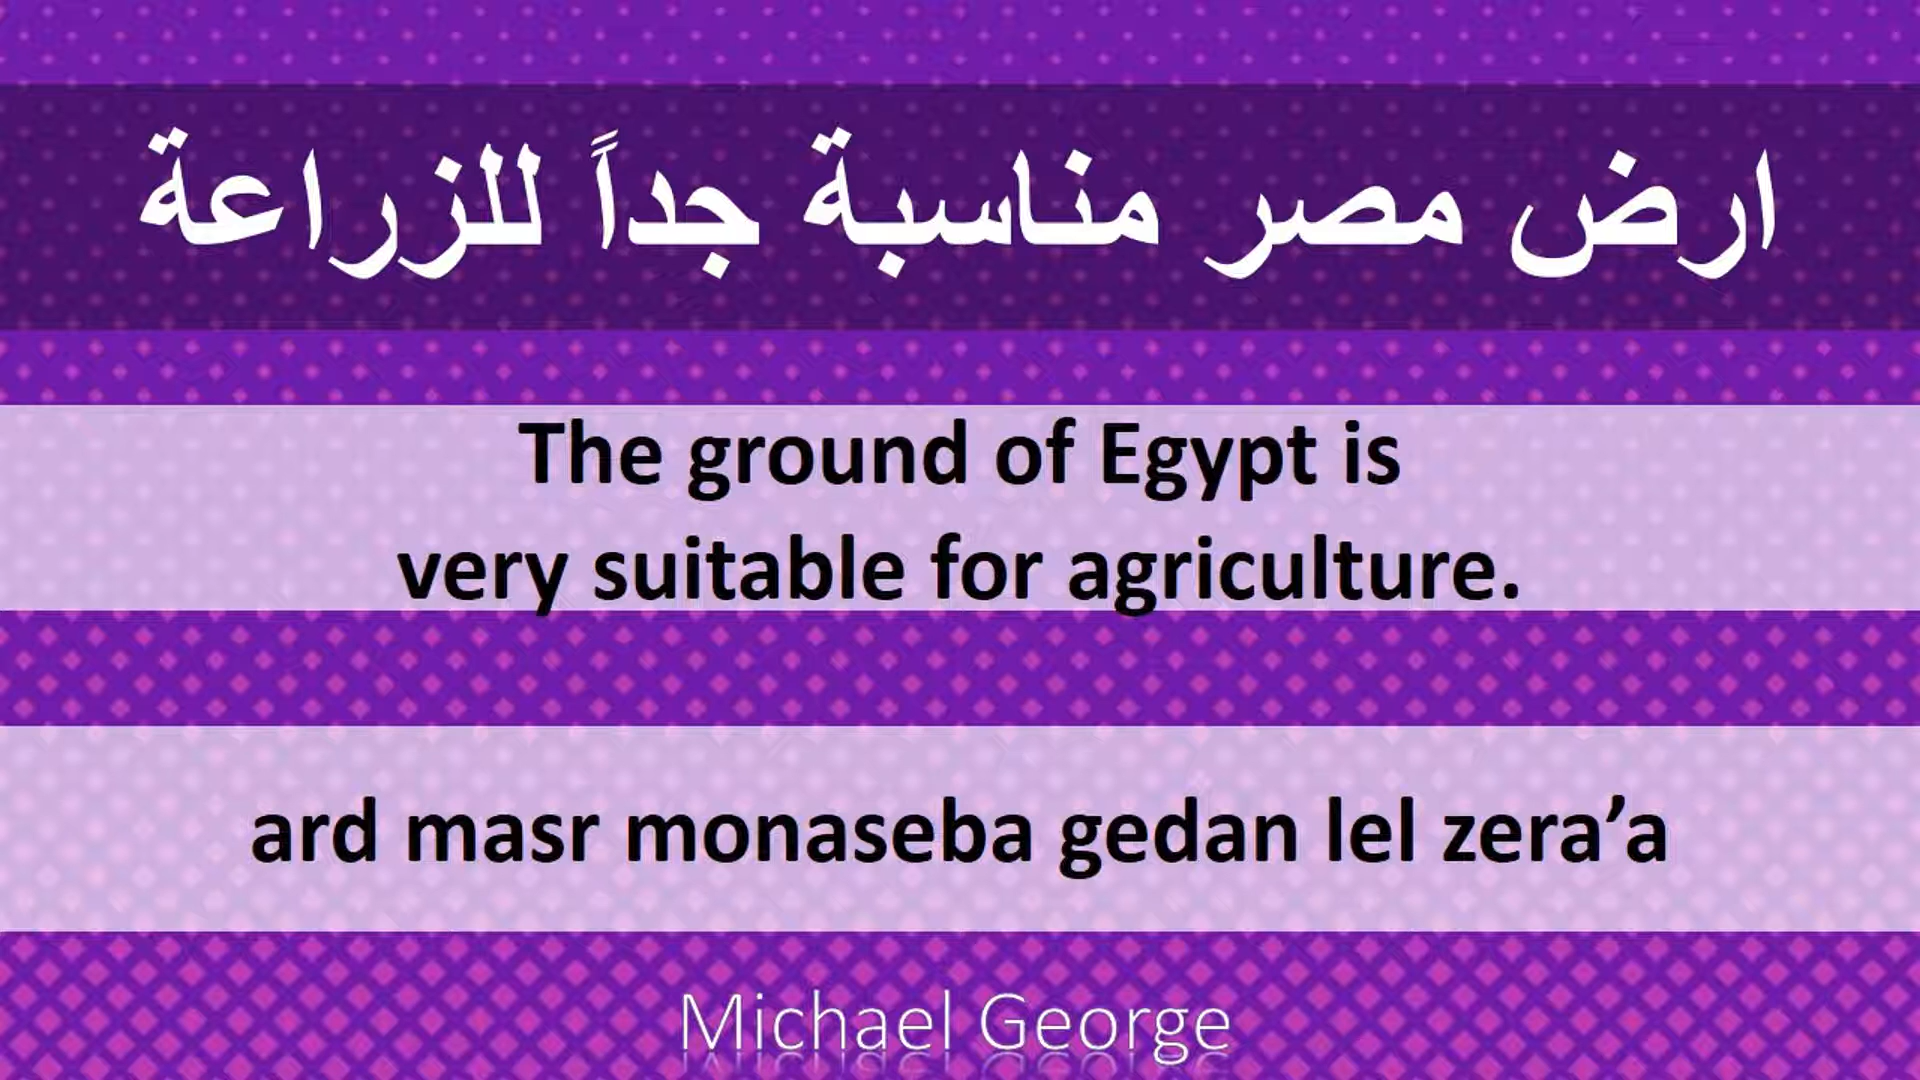 ارض مصر مناسبة جداً للزراعة
The ground of Egypt is
very suitable for agriculture.
ard masr monaseba gedan lel zera’a
Michael George